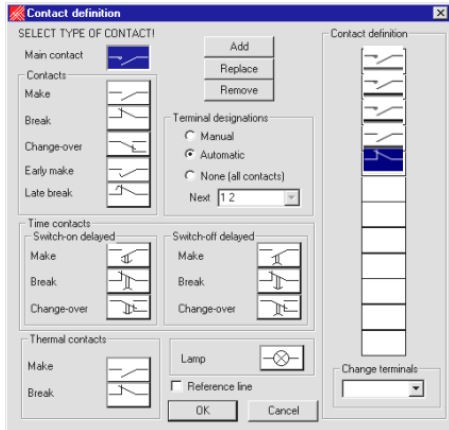 Contact definition
SELECT TYPE OF CONTACT!
Main contact
Contacts
Make
Break
Change-over
Early make
Late break
Add
Replace
Remove
Terminal designations
Manual
Automatic
None (all contacts)
Next 1 2
Time contacts
Switch-on delayed
Make
Break
Change-over
Switch-off delayed
Make
Break
Change-over
Thermal contacts
Make
Break
Lamp
Reference line
OK
Cancel
Contact definition
Change terminals